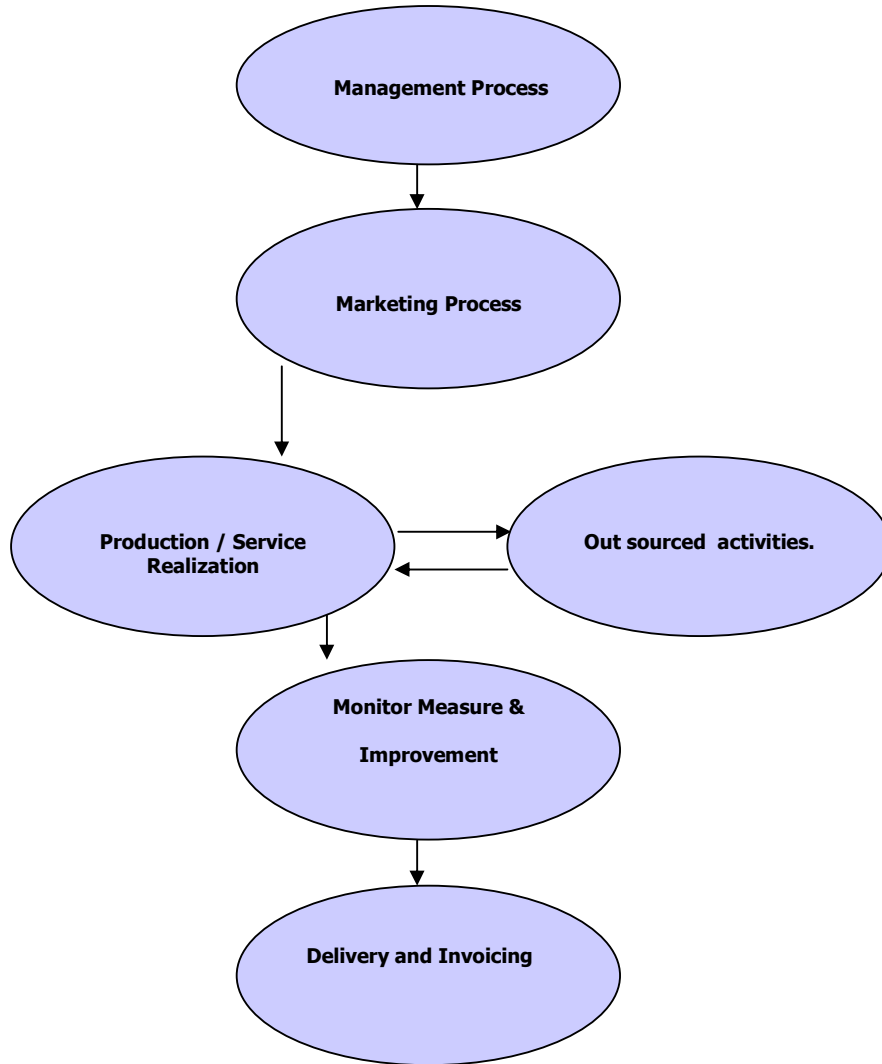 Management Process
Marketing Process
Production / Service
Realization
Out sourced  activities.
Monitor Measure &
Improvement
Delivery and Invoicing